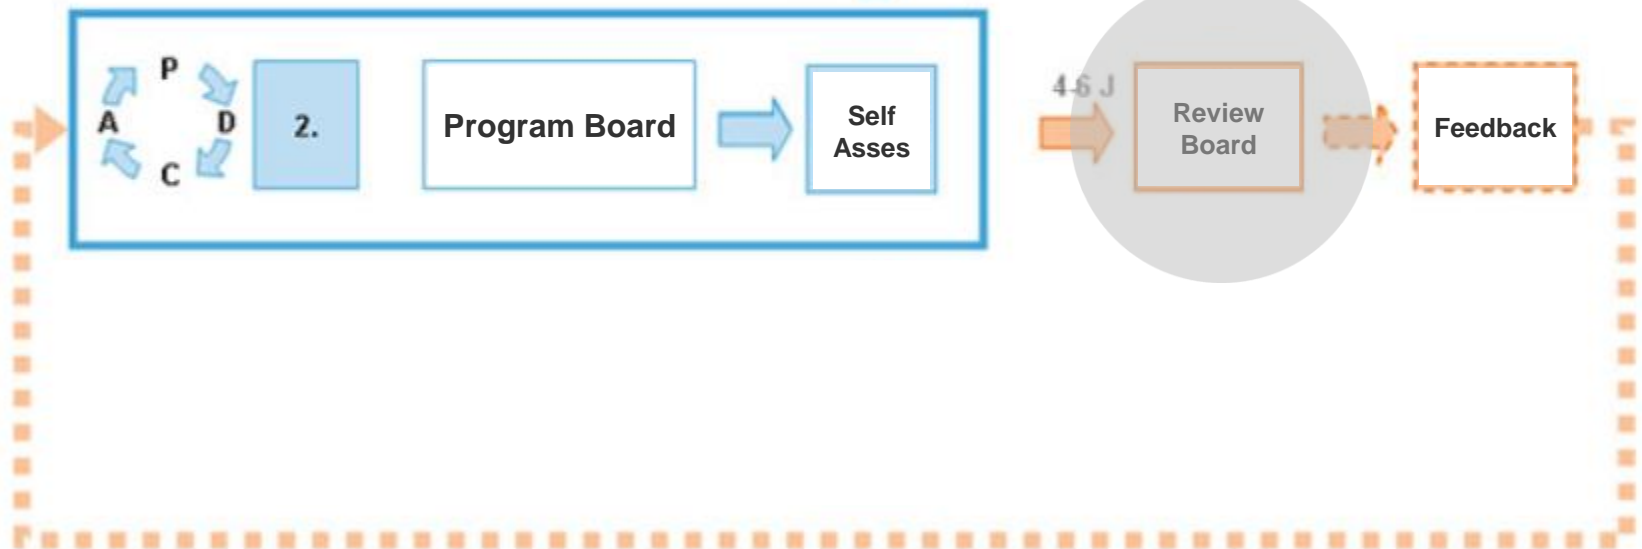 P
A
D
C
2.
Program Board
Self
Asses
4-6 J
Review
Board
Feedback